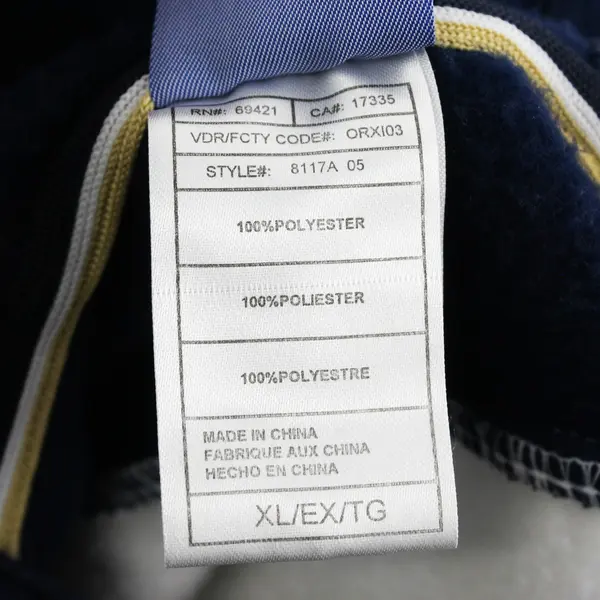 RN#: 69421 CA#: 17335
VDR/FCTY CODE#: ORXI03
STYLE#: 8117A 05
100%POLYESTER
100%POLIESTER
100%POLYESTRE
MADE IN CHINA
FABRIQUE AUX CHINA
HECHO EN CHINA
XL/EX/TG